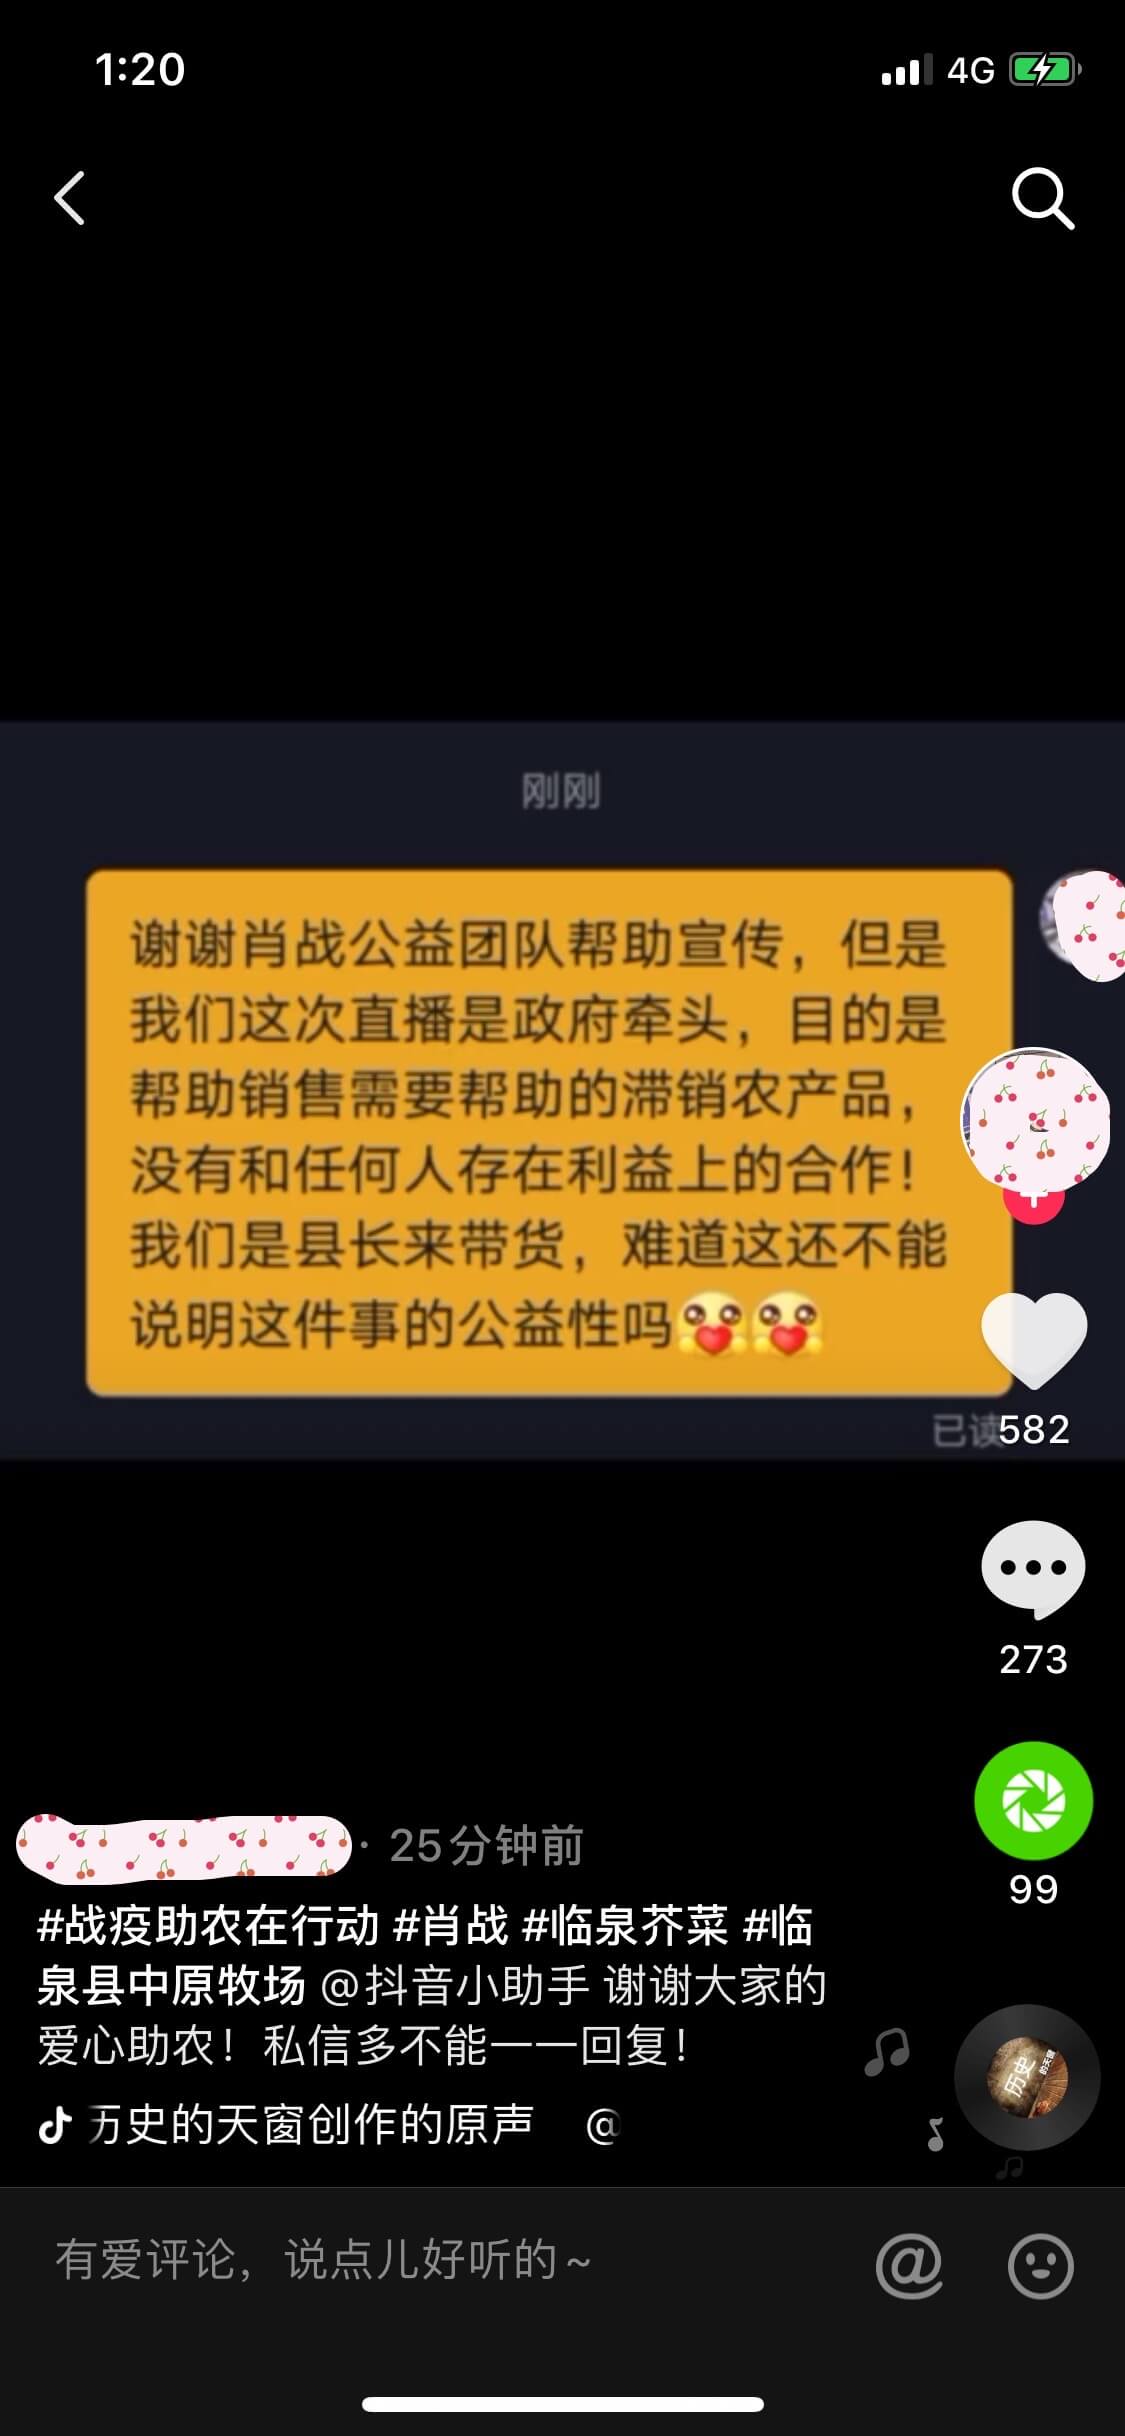 1:20
4G
刚刚
谢谢肖战公益团队帮助宣传，但是
我们这次直播是政府牵头，目的是
帮助销售需要帮助的滞销农产品，
没有和任何人存在利益上的合作！
我们是县长来带货，难道这还不能
说明这件事的公益性吗
已读
582
273
99
· 25分钟前
#战疫助农在行动 #肖战 #临泉芥菜 #临
泉县中原牧场 @抖音小助手 谢谢大家的
爱心助农！私信多不能一一回复！
历史的天窗创作的原声 @
历史
的天窗
有爱评论，说点儿好听的~